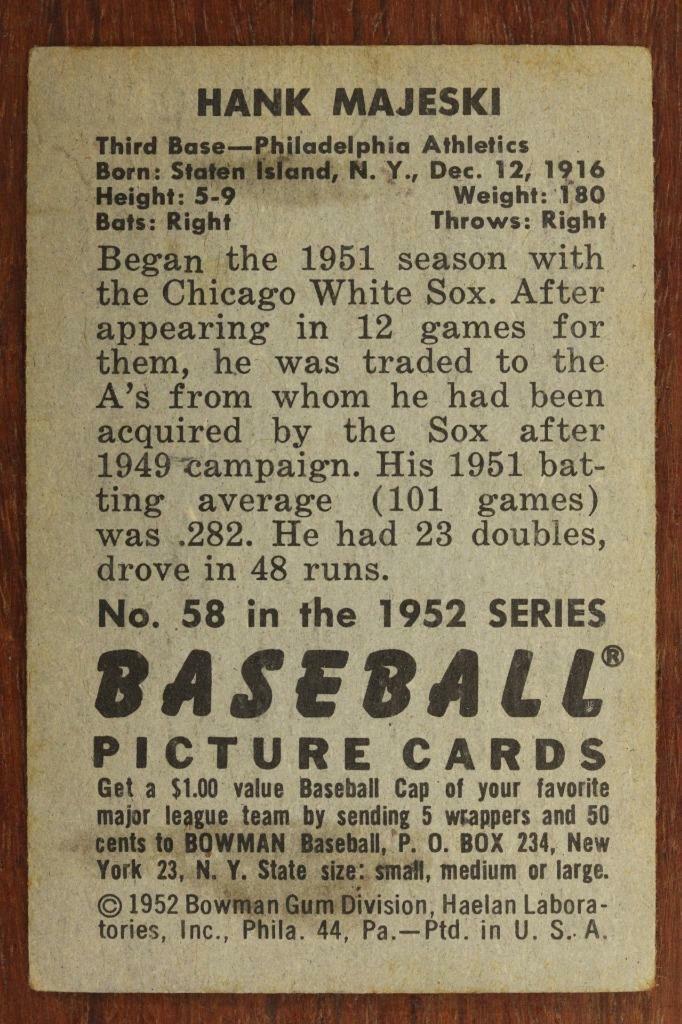 HANK MAJESKI
Third Base—Philadelphia Athletics
Born: Staten Island, N. Y., Dec. 12, 1916
Height: 5-9 Weight: 180
Bats: Right Throws: Right
Began the 1951 season with
the Chicago White Sox. After
appearing in 12 games for
them, he was traded to the
A's from whom he had been
acquired by the Sox after
1949 campaign. His 1951 bat-
ting average (101 games)
was .282. He had 23 doubles,
drove in 48 runs.
No. 58 in the 1952 SERIES
BASEBALL®
PICTURE CARDS
Get a $1.00 value Baseball Cap of your favorite
major league team by sending 5 wrappers and 50
cents to BOWMAN Baseball, P. O. BOX 234, New
York 23, N. Y. State size: small, medium or large.
© 1952 Bowman Gum Division, Haelan Labora-
tories, Inc., Phila. 44, Pa.—Ptd. in U. S. A.